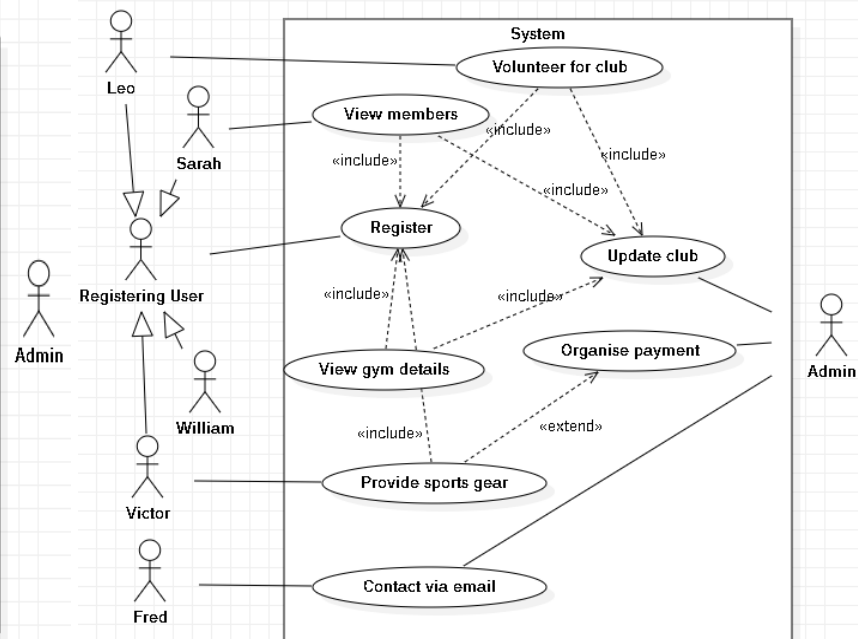 System
Volunteer for club
Leo
View members
«include»
Sarah
«include»
«include»
«include»
Register
Update club
Registering User
«include»
«include»
Admin
Organise payment
Admin
View gym details
William
«include»
«extend»
Provide sports gear
Victor
Contact via email
Fred